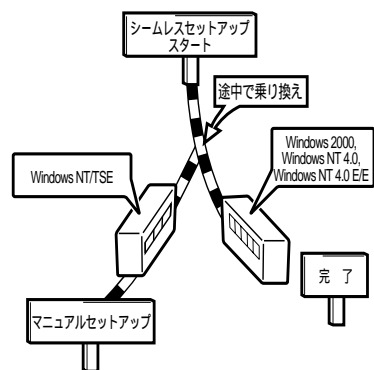 シームレスセットアップ
スタート
途中で乗り換え
Windows 2000,
Windows NT 4.0,
Windows NT 4.0 E/E
Windows NT/TSE
完 了
マニュアルセットアップ